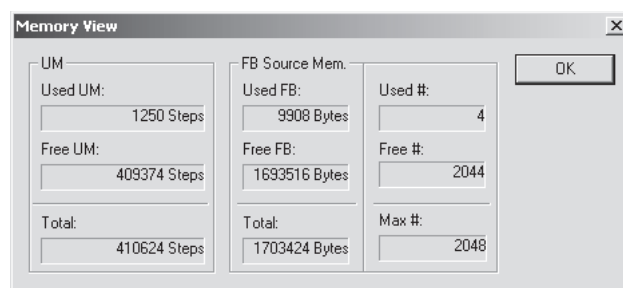 Memory View
UM
Used UM:
1250 Steps
Free UM:
409374 Steps
Total:
410624 Steps
FB Source Mem.
Used FB:
9908 Bytes
Free FB:
1693516 Bytes
Total:
1703424 Bytes
Used #:
4
Free #:
2044
Max #:
2048
OK